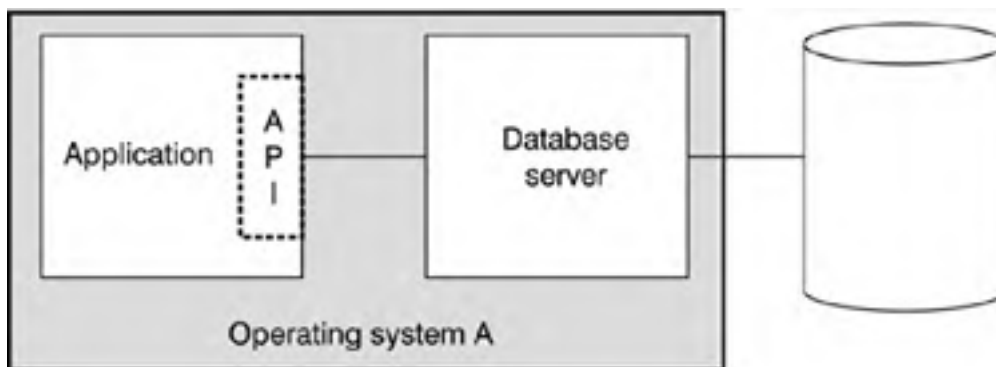 Application
A
P
I
Database
server
Operating system A